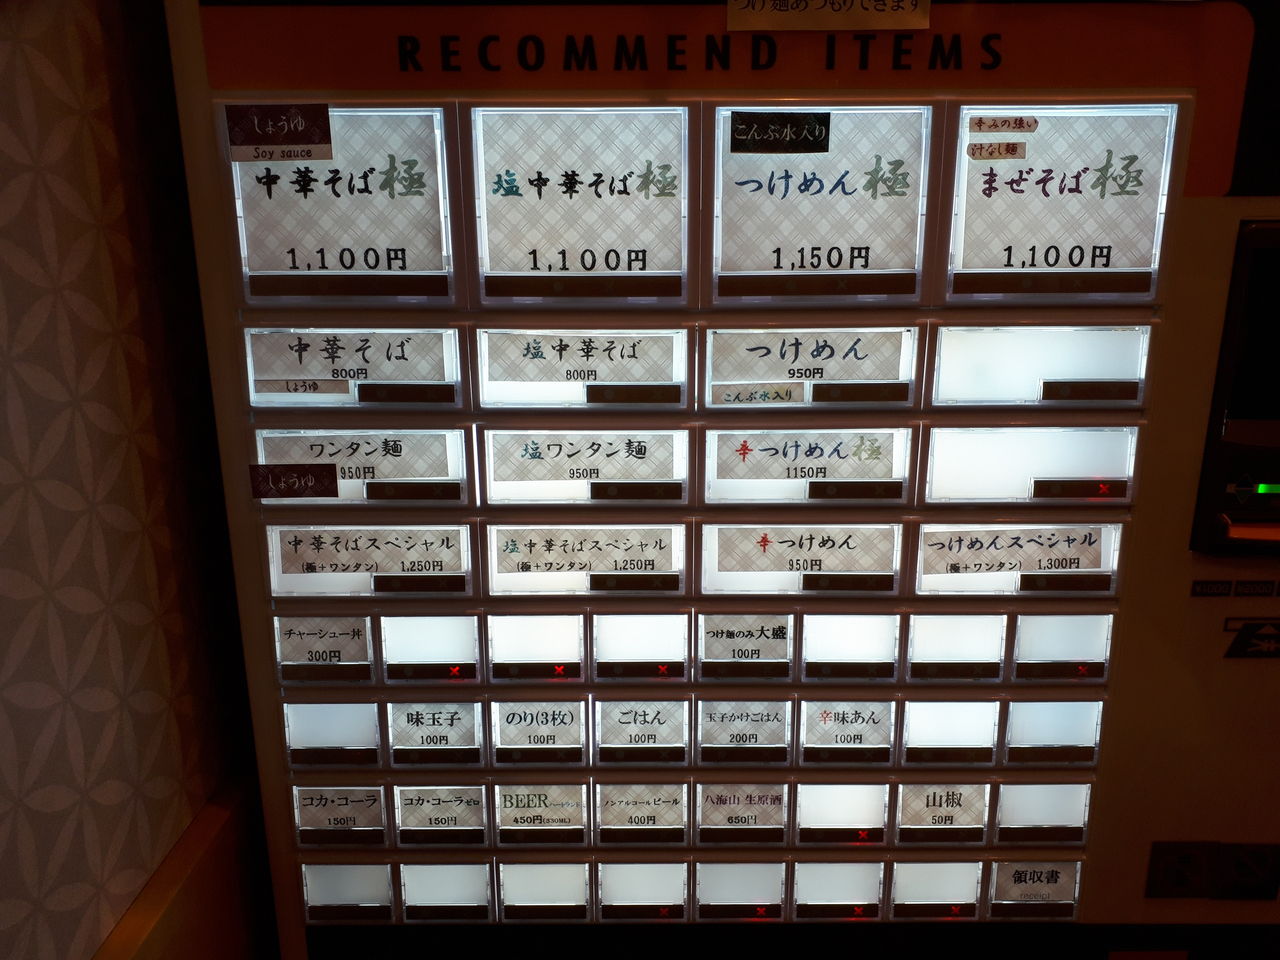 つけ麺あつもりできます
RECOMMEND ITEMS
しょうゆ
Soy sauce
中華そば極
1,100円
塩中華そば極
1,100円
こんぶ水入り
つけめん極
1,150円
辛みの強い
汁なし麺
まぜそば極
1,100円
中華そば
800円
しょうゆ
塩中華そば
800円
つけめん
950円
こんぶ水入り
ワンタン麺
950円
しょうゆ
塩ワンタン麺
950円
辛つけめん極
1150円
中華そばスペシャル
(極+ワンタン) 1,250円
塩中華そばスペシャル
(極+ワンタン) 1,250円
辛つけめん
950円
つけめんスペシャル
(極+ワンタン) 1,300円
チャーシュー丼
300円
つけ麺のみ大盛
100円
味玉子
100円
のり(3枚)
100円
ごはん
100円
玉子かけごはん
200円
辛味あん
100円
コカ・コーラ
150円
コカ・コーラゼロ
150円
BEER ハートランド
450円(330ML)
ノンアルコールビール
400円
八海山 生原酒
650円
山椒
50円
領収書
receipt